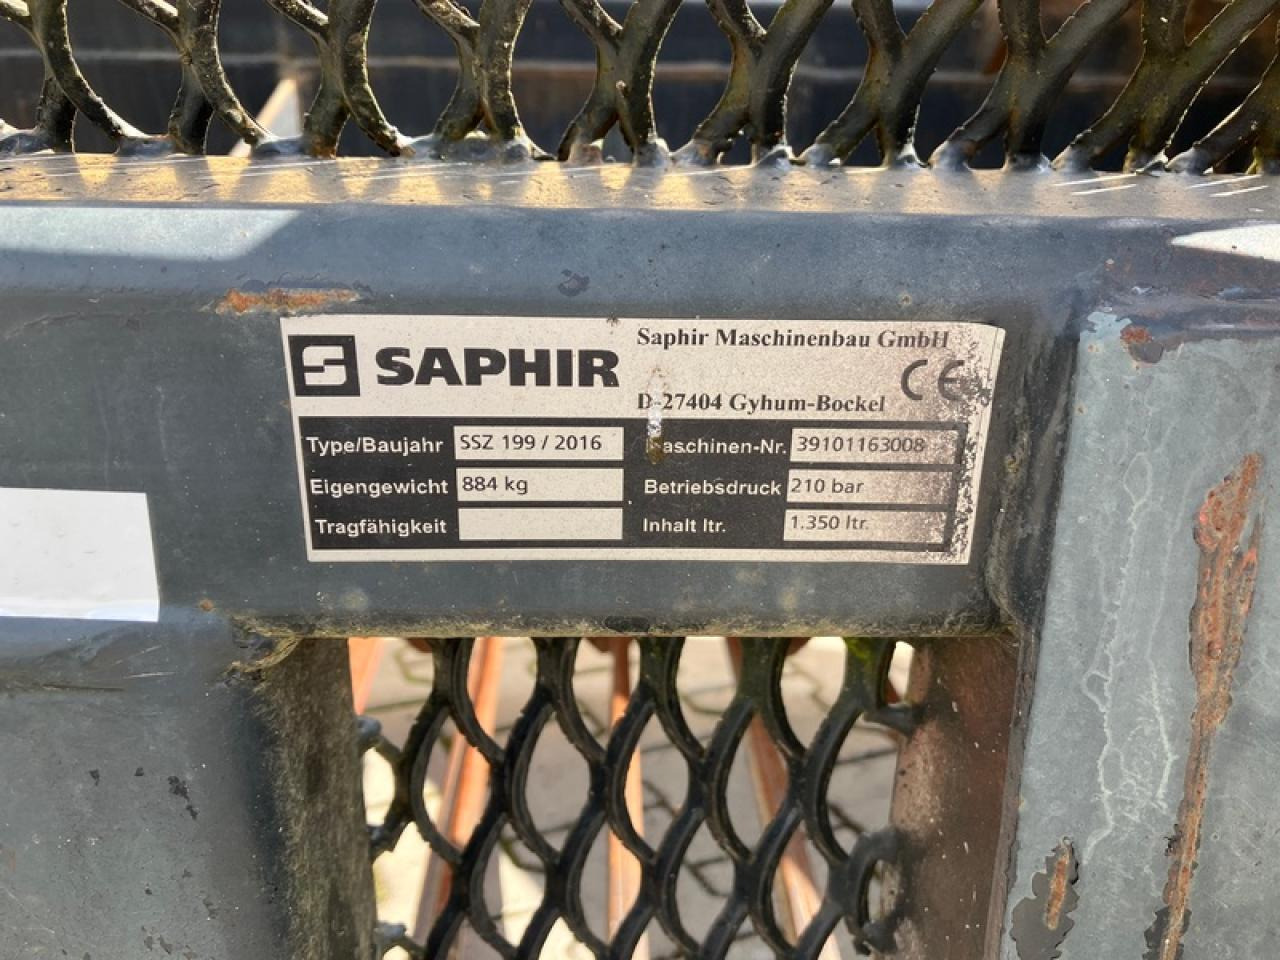 SAPHIR
Saphir Maschinenbau GmbH
D-27404 Gyhum-Bockel
CE
Type/Baujahr SSZ 199 / 2016 Maschinen-Nr. 39101163008
Eigengewicht 884 kg Betriebsdruck 210 bar
Tragfähigkeit Inhalt ltr. 1.350 ltr.